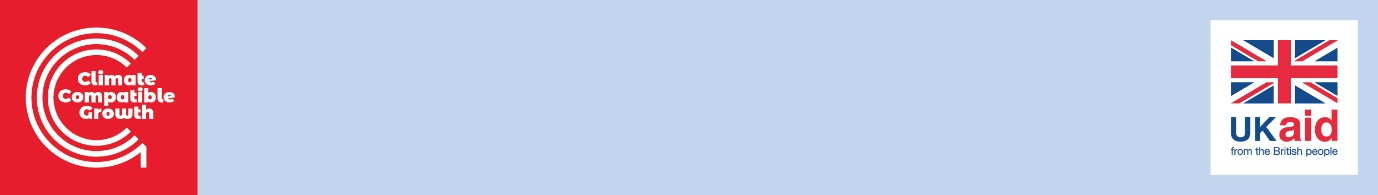 Climate
Compatible
Growth
UKaid
from the British people